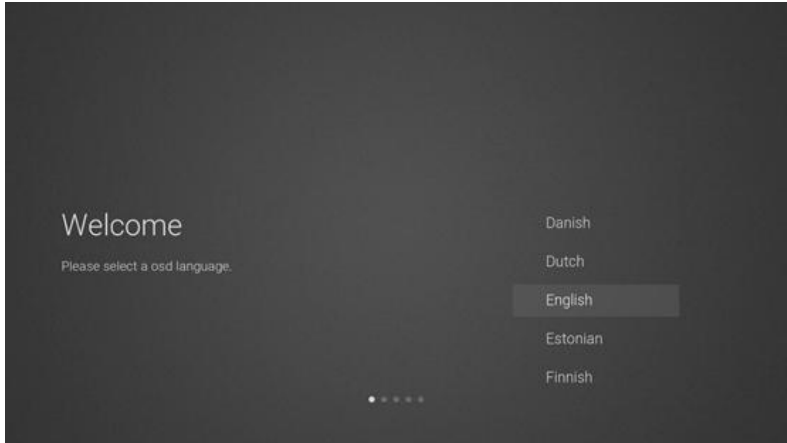 Welcome
Please select a osd language.
Danish
Dutch
English
Estonian
Finnish